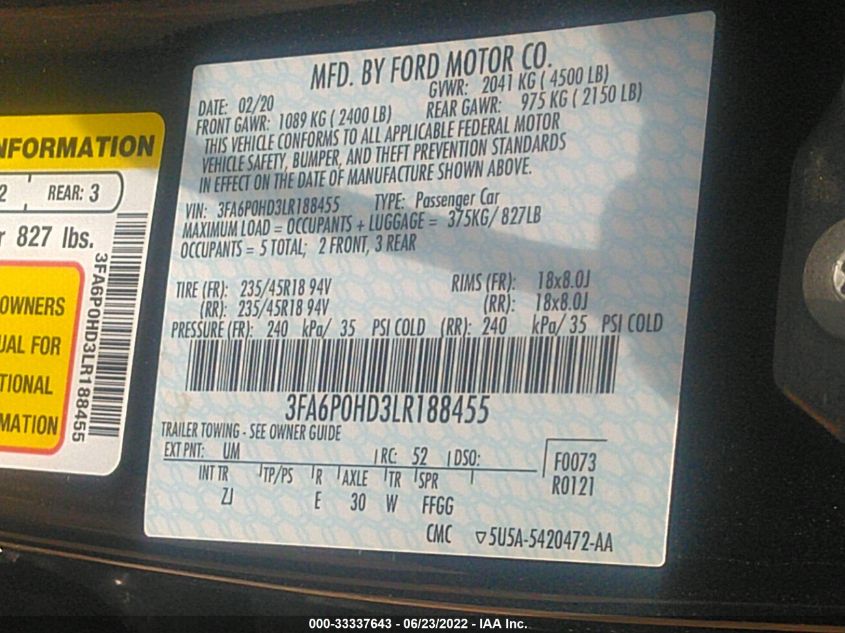 MFD. BY FORD MOTOR CO.
DATE: 02/20 GVWR: 2041 KG ( 4500 LB)
FRONT GAWR: 1089 KG ( 2400 LB) REAR GAWR: 975 KG ( 2150 LB)
THIS VEHICLE CONFORMS TO ALL APPLICABLE FEDERAL MOTOR
VEHICLE SAFETY, BUMPER, AND THEFT PREVENTION STANDARDS
IN EFFECT ON THE DATE OF MANUFACTURE SHOWN ABOVE.
VIN: 3FA6P0HD3LR188455 TYPE: Passenger Car
MAXIMUM LOAD = OCCUPANTS + LUGGAGE = 375KG/ 827LB
OCCUPANTS = 5 TOTAL; 2 FRONT, 3 REAR
TIRE (FR): 235/45R18 94V RIMS (FR): 18x8.0J
(RR): 235/45R18 94V (RR): 18x8.0J
PRESSURE (FR): 240 kPa/ 35 PSI COLD (RR): 240 kPa/ 35 PSI COLD
3FA6P0HD3LR188455
TRAILER TOWING - SEE OWNER GUIDE
EXT PNT: UM RC: 52 DSO: F0073
INT TR TP/PS R AXLE TR SPR R0121
ZJ E 30 W FFGG
CMC 5U5A-5420472-AA
NFORMATION
2 REAR: 3
r 827 lbs.
3FA6P0HD3LR188455
OWNERS
UAL FOR
TIONAL
MATION
000-33337643 - 06/23/2022 - IAA Inc.